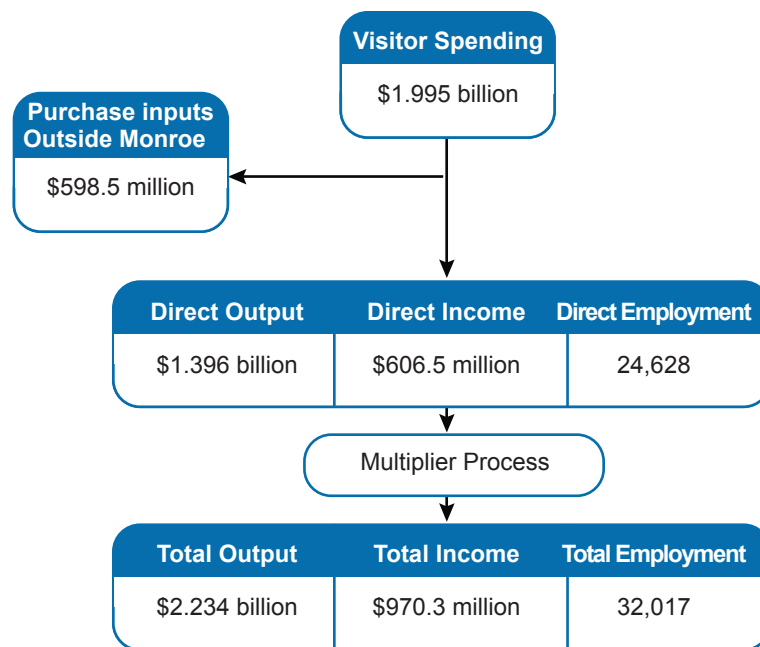 Visitor Spending
$1.995 billion
Purchase inputs
Outside Monroe
$598.5 million
Direct Output Direct Income Direct Employment
$1.396 billion $606.5 million 24,628
Multiplier Process
Total Output Total Income Total Employment
$2.234 billion $970.3 million 32,017